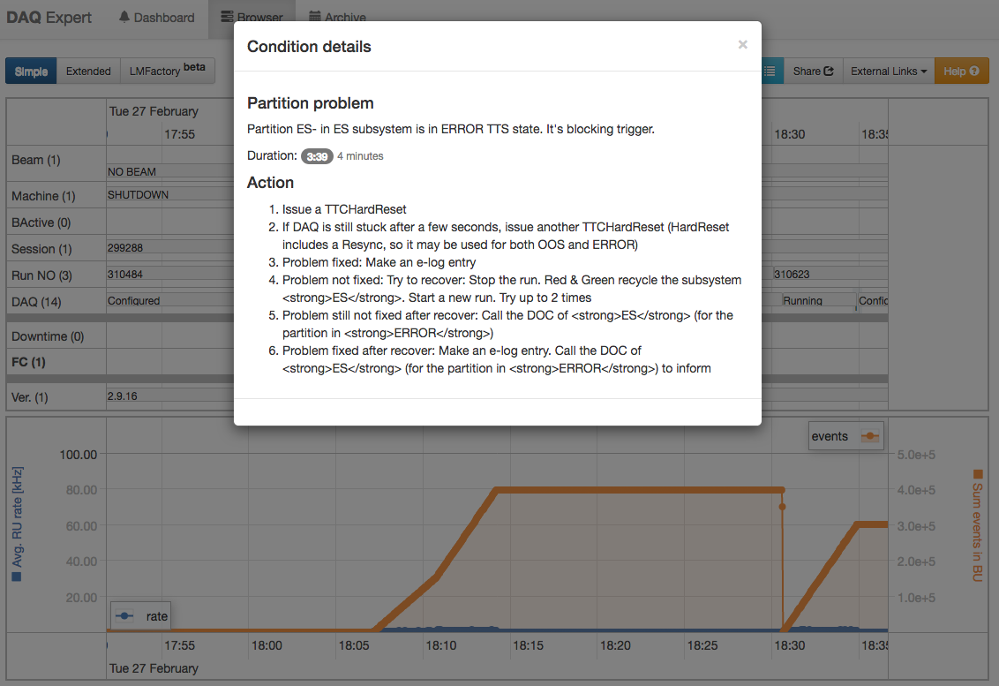 DAQ Expert Dashboard Browser Archive
Condition details ×
Simple Extended LMFactory beta Share External Links Help
Partition problem
Partition ES- in ES subsystem is in ERROR TTS state. It's blocking trigger.
Duration: 3:39 4 minutes
Action
1. Issue a TTCHardReset
2. If DAQ is still stuck after a few seconds, issue another TTCHardReset (HardReset
includes a Resync, so it may be used for both OOS and ERROR)
3. Problem fixed: Make an e-log entry
4. Problem not fixed: Try to recover: Stop the run. Red & Green recycle the subsystem
<strong>ES</strong>. Start a new run. Try up to 2 times
5. Problem still not fixed after recover: Call the DOC of <strong>ES</strong> (for the
partition in <strong>ERROR</strong>)
6. Problem fixed after recover: Make an e-log entry. Call the DOC of
<strong>ES</strong> (for the partition in <strong>ERROR</strong>) to inform
Tue 27 February
17:55 18:30 18:35
Beam (1)
NO BEAM
Machine (1) SHUTDOWN
BActive (0)
Session (1) 299288
Run NO (3) 310484 310623
DAQ (14) Configured Running Confic
Downtime (0)
FC (1)
Ver. (1) 2.9.16
events
100.00 5.0e+5
80.00 4.0e+5
60.00 3.0e+5
40.00 2.0e+5
20.00 1.0e+5
Avg. RU rate [kHz]
Sum events in BU
rate
17:55 18:00 18:05 18:10 18:15 18:20 18:25 18:30 18:35
Tue 27 February